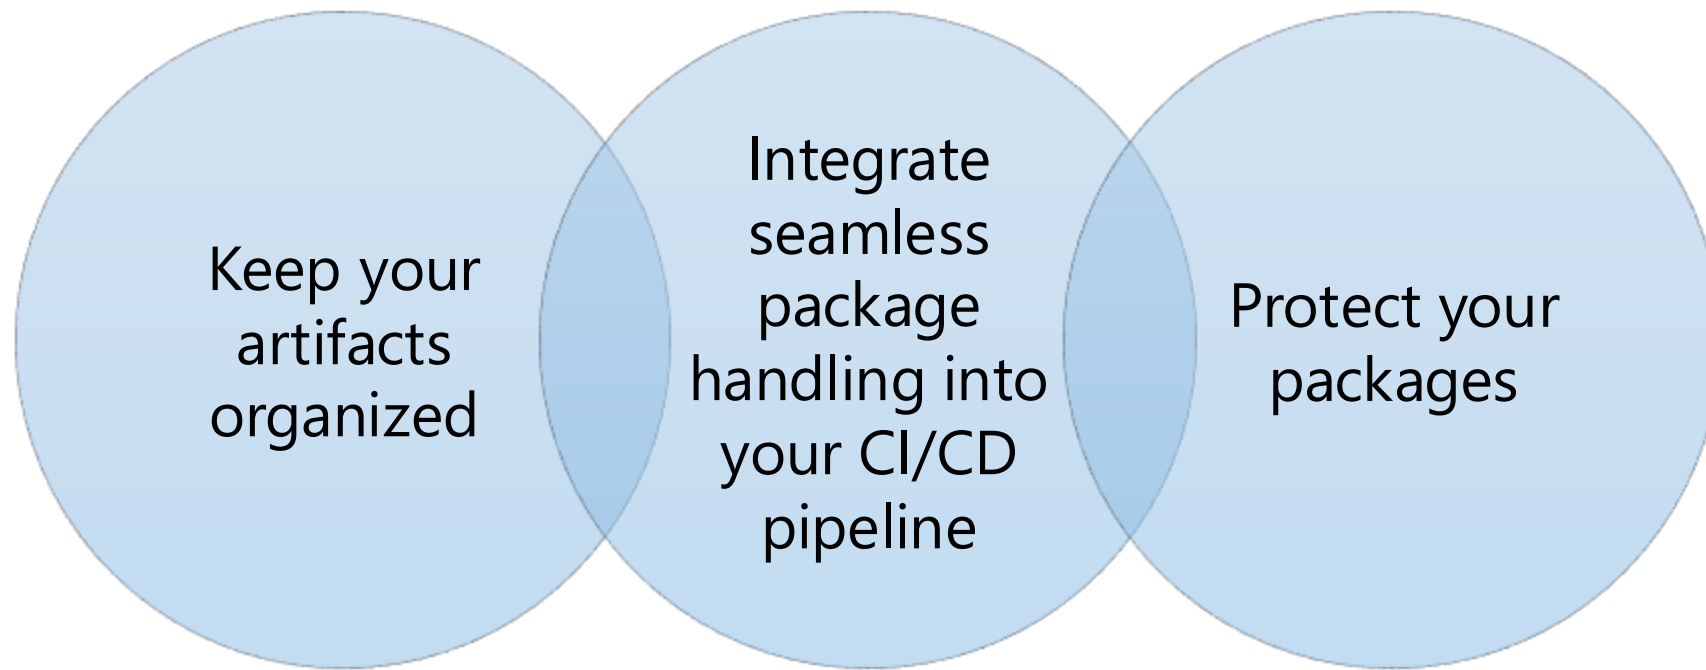 Keep your
artifacts
organized
Integrate
seamless
package
handling into
your CI/CD
pipeline
Protect your
packages